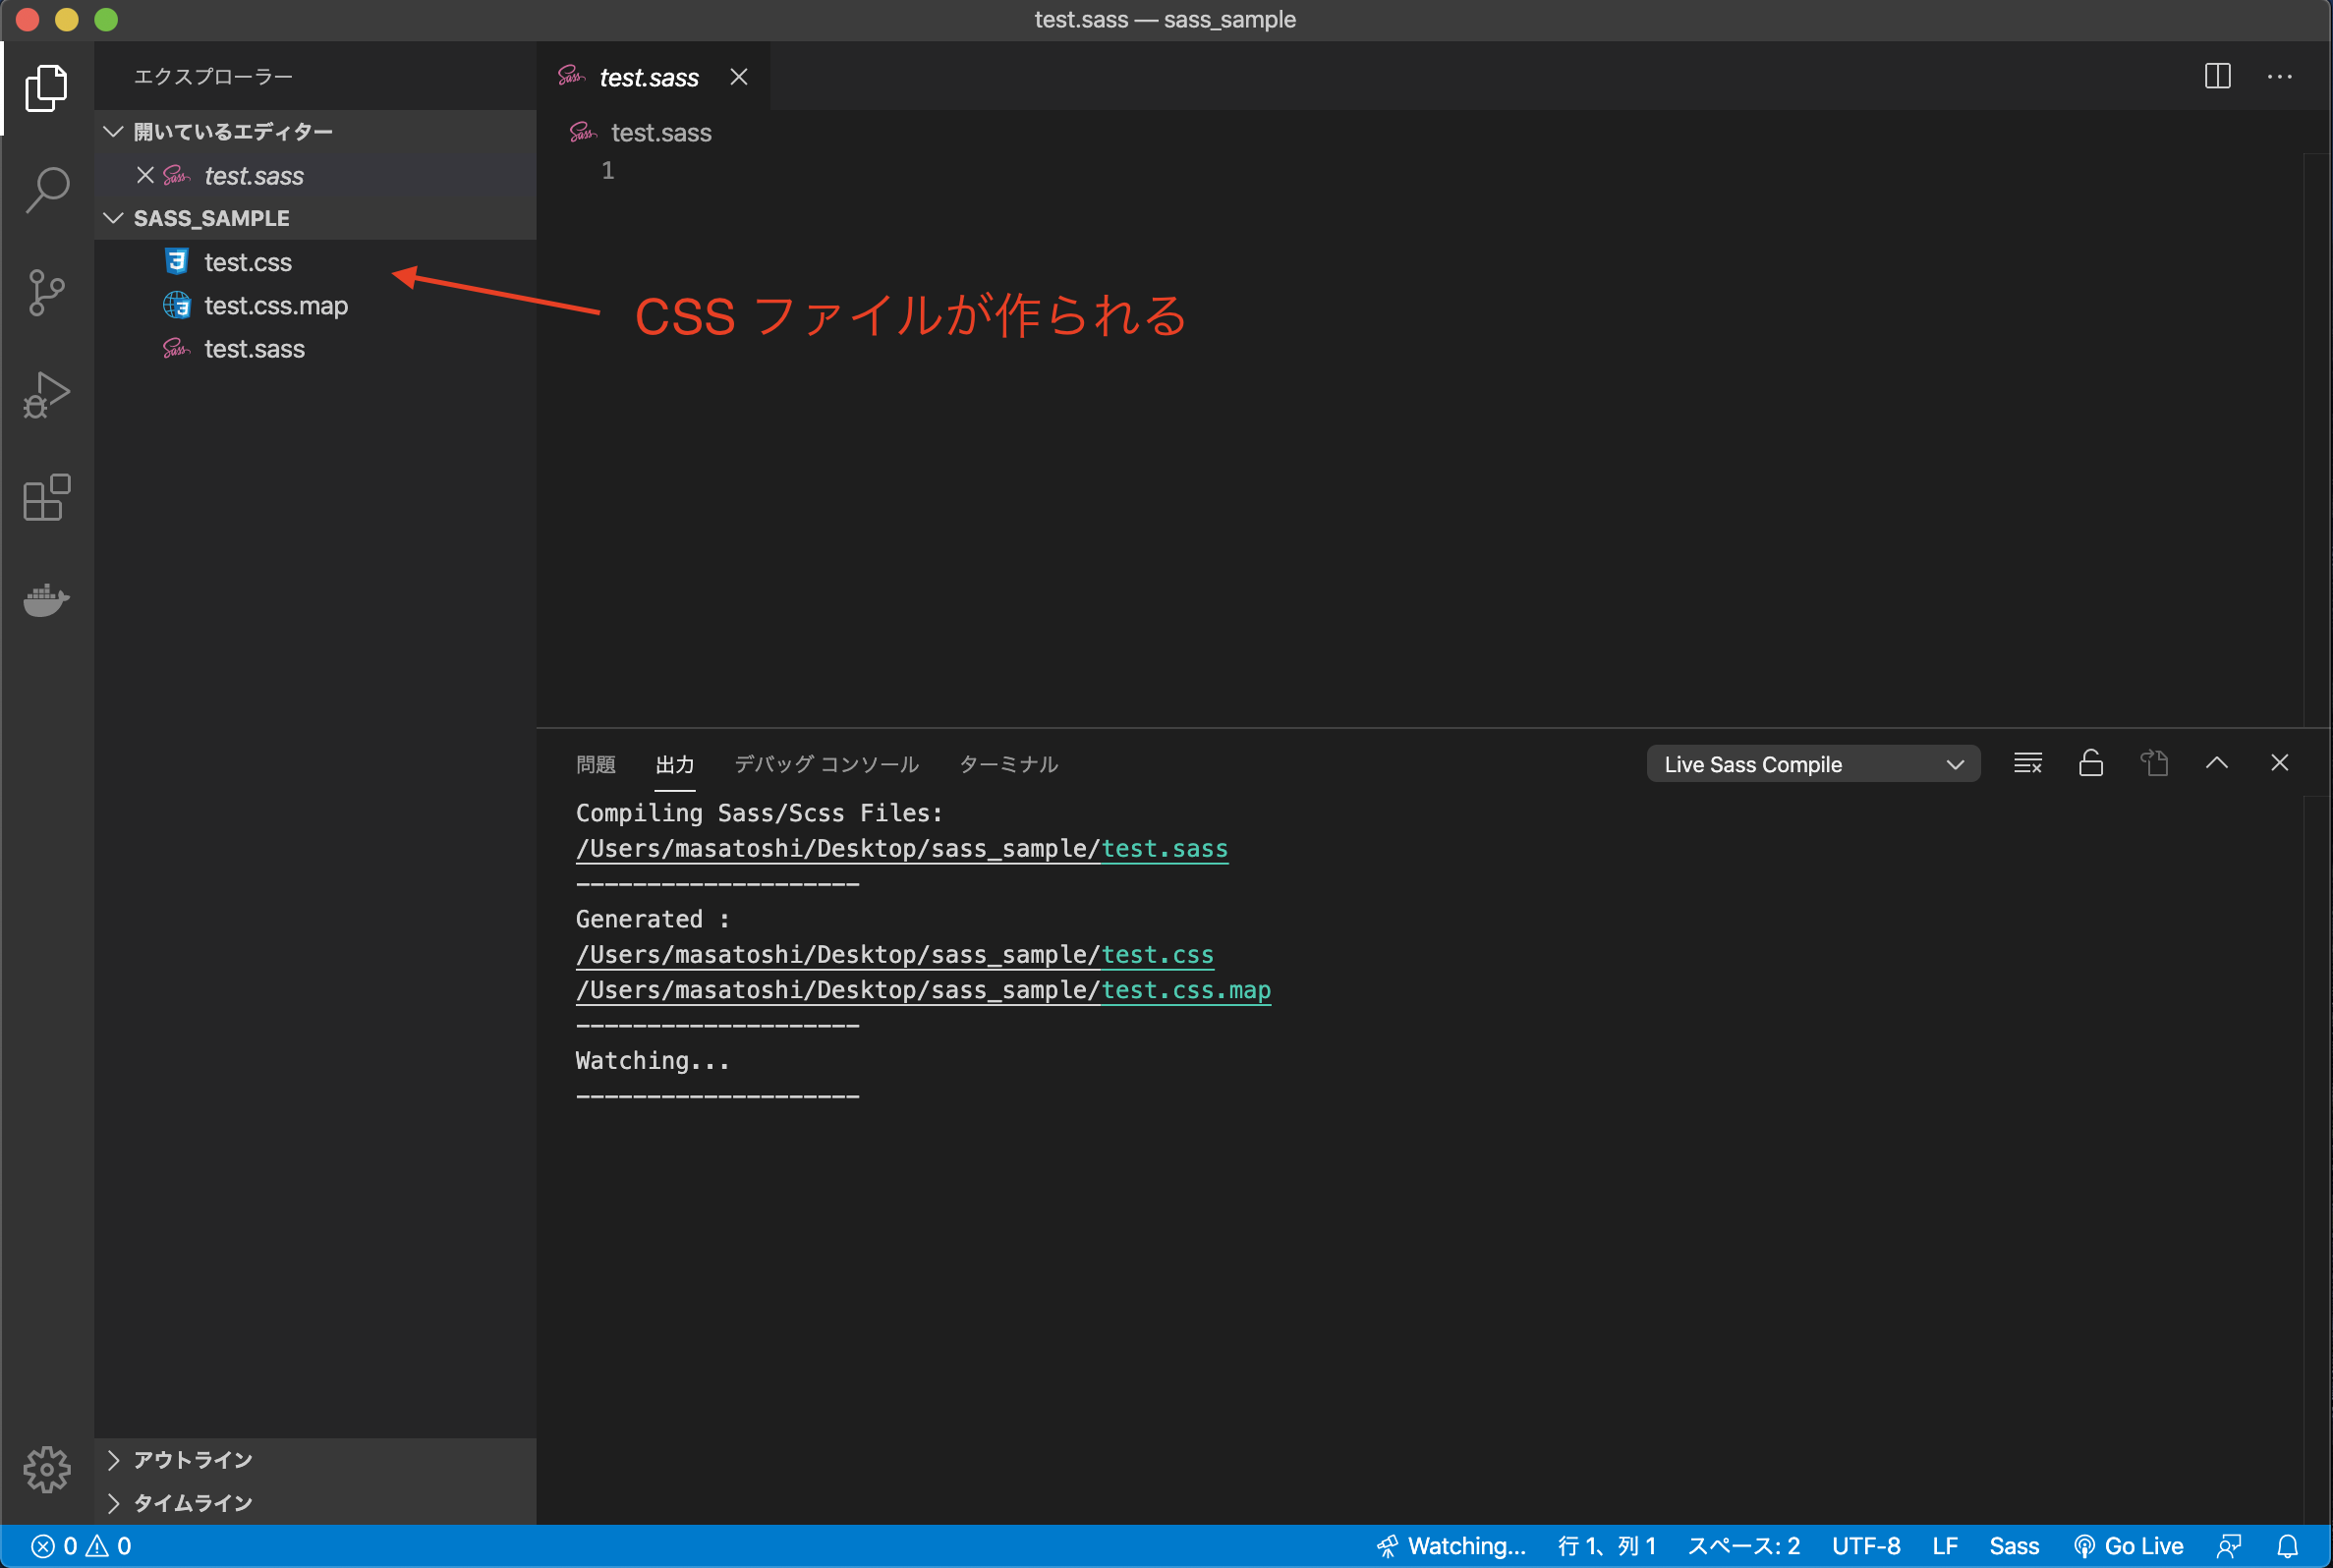 test.sass — sass_sample
エクスプローラー
開いているエディター
test.sass
SASS_SAMPLE
test.css
test.css.map
test.sass
アウトライン
タイムライン
test.sass
test.sass
1
CSS ファイルが作られる
問題 出力 デバッグ コンソール ターミナル Live Sass Compile
Compiling Sass/Scss Files:
/Users/masatoshi/Desktop/sass_sample/test.sass
--------------------
Generated :
/Users/masatoshi/Desktop/sass_sample/test.css
/Users/masatoshi/Desktop/sass_sample/test.css.map
--------------------
Watching...
--------------------
0 0 Watching... 行 1、列 1 スペース: 2 UTF-8 LF Sass Go Live